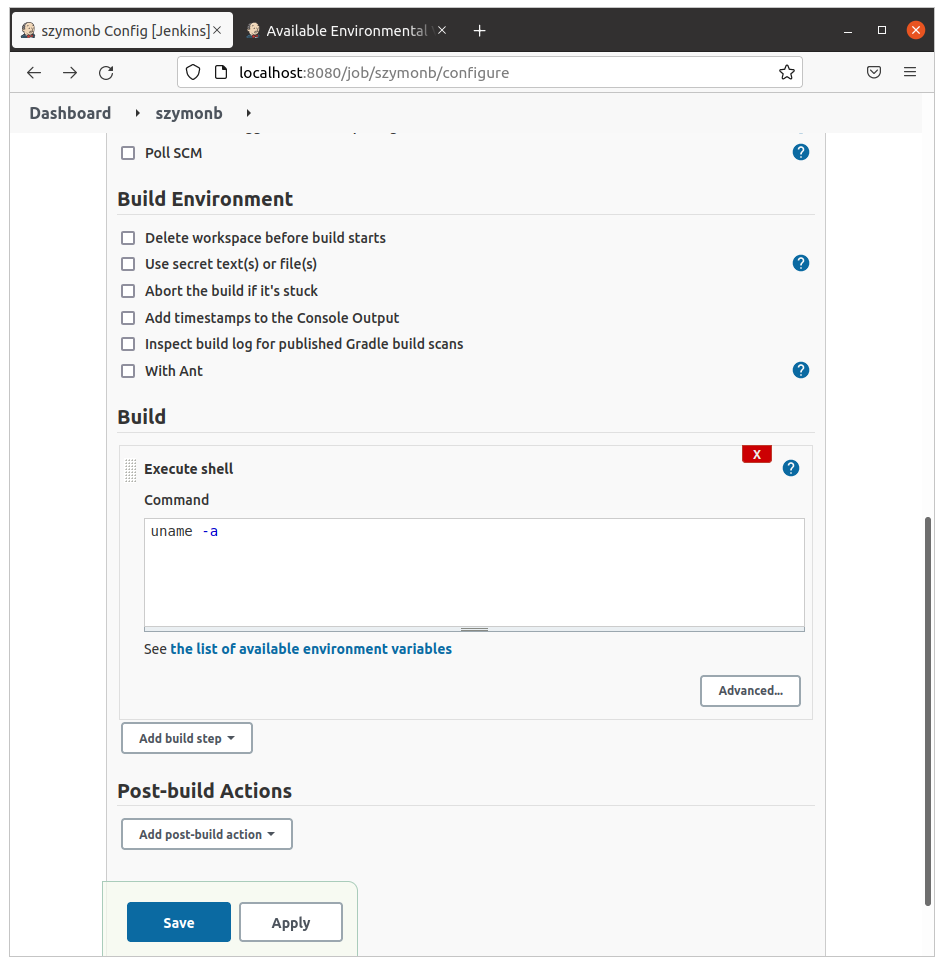 szymonb Config [Jenkins]
Available Environmental
localhost:8080/job/szymonb/configure
Dashboard szymonb
Poll SCM
Build Environment
Delete workspace before build starts
Use secret text(s) or file(s)
Abort the build if it's stuck
Add timestamps to the Console Output
Inspect build log for published Gradle build scans
With Ant
Build
X
Execute shell
Command
uname -a
See the list of available environment variables
Advanced...
Add build step
Post-build Actions
Add post-build action
Save Apply